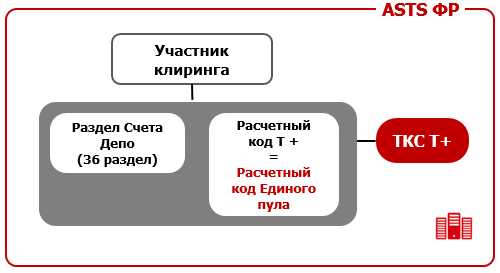 ASTS ФР
Участник
клиринга
Раздел Счета
Депо
(36 раздел)
Расчетный
код Т +
=
Расчетный
код Единого
пула
ТКС Т+